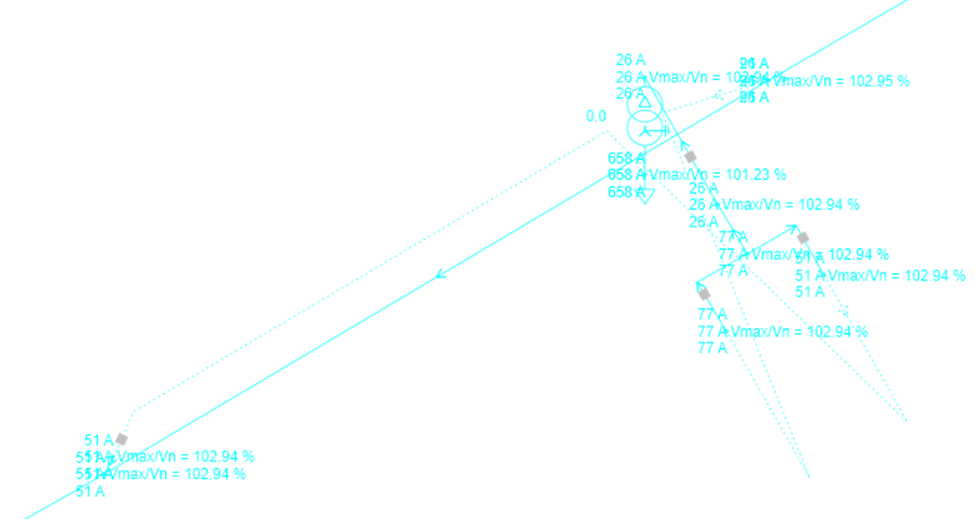 26 A
26 A Vmax/Vn = 102.94 %
26 A
A
Vmax/Vn = 102.95 %
A
0.0
658 A
658 A Vmax/Vn = 101.23 %
658 A
26 A
26 A Vmax/Vn = 102.94 %
26 A
77 A
77 A Vmax/Vn = 102.94 %
77 A
51 A
51 A Vmax/Vn = 102.94 %
51 A
77 A
77 A Vmax/Vn = 102.94 %
77 A
51 A
51 A Vmax/Vn = 102.94 %
51 A Vmax/Vn = 102.94 %
51 A